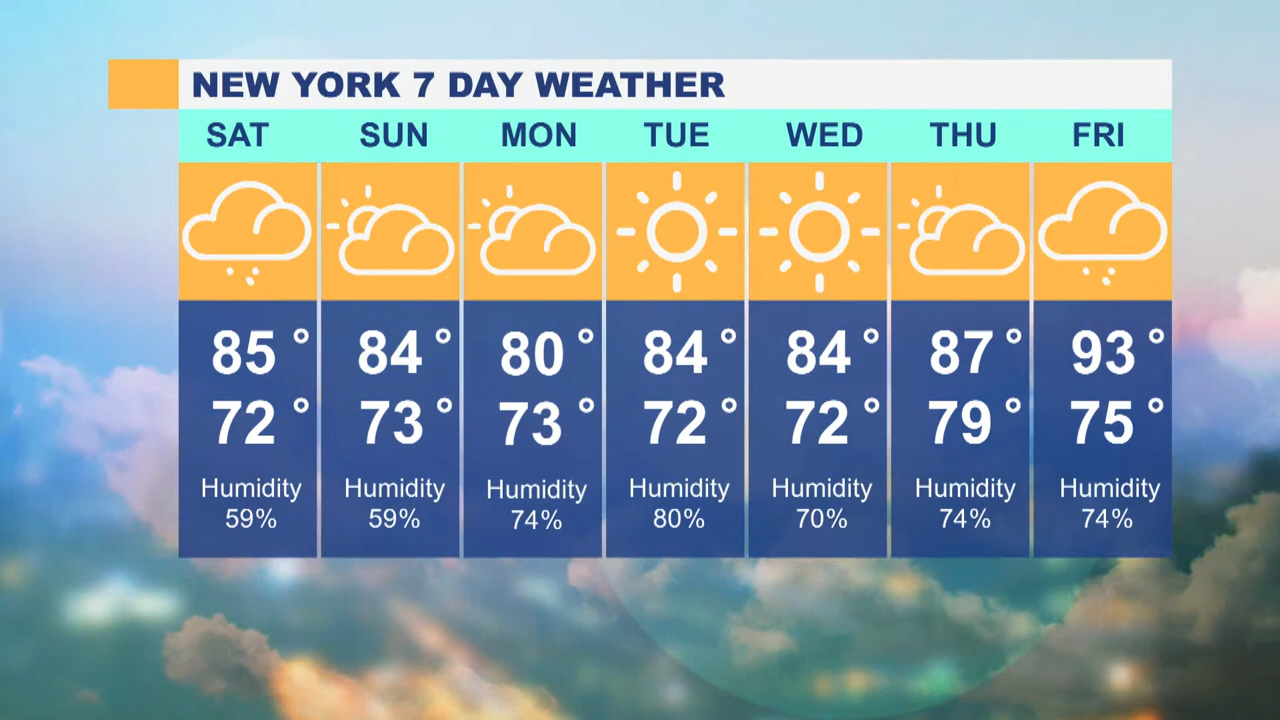 NEW YORK 7 DAY WEATHER
SAT SUN MON TUE WED THU FRI
85° 84° 80° 84° 84° 87° 93°
72° 73° 73° 72° 72° 79° 75°
Humidity Humidity Humidity Humidity Humidity Humidity Humidity
59% 59% 74% 80% 70% 74% 74%